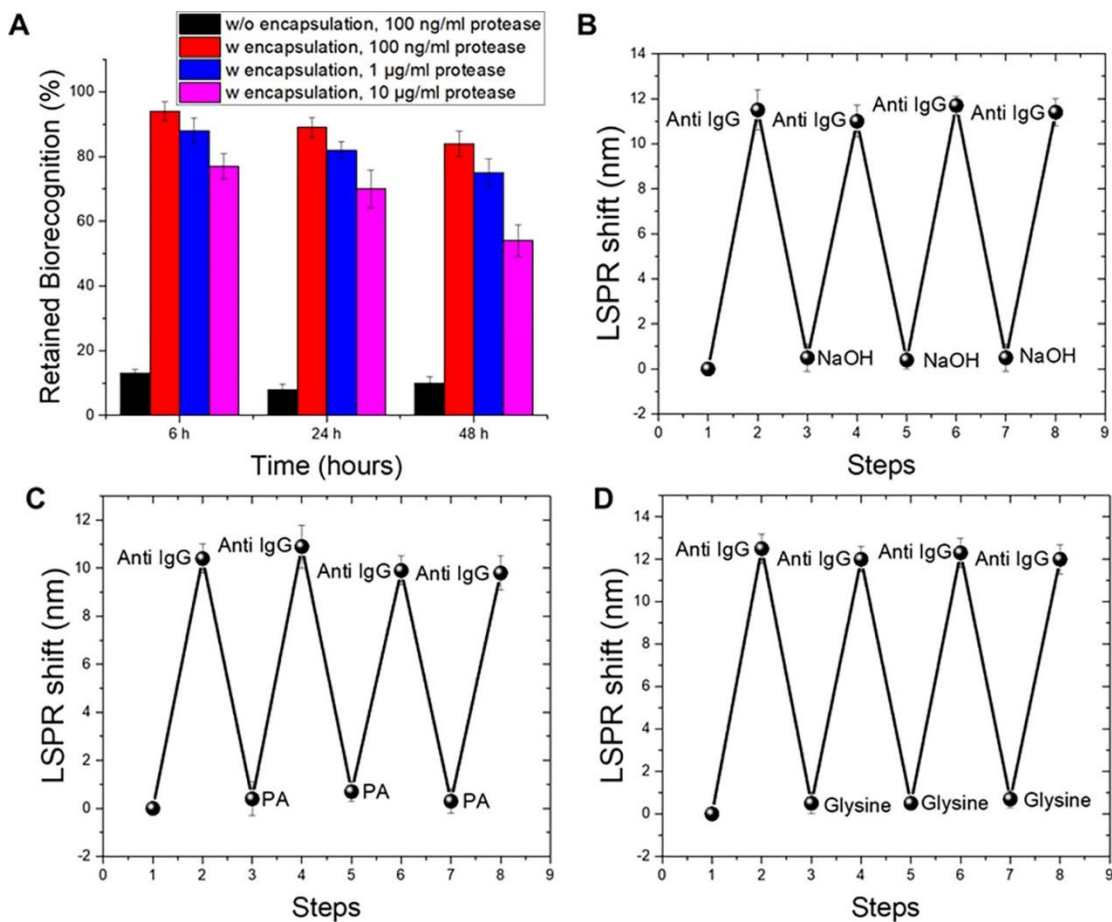 A
w/o encapsulation, 100 ng/ml protease
w encapsulation, 100 ng/ml protease
w encapsulation, 1 µg/ml protease
w encapsulation, 10 µg/ml protease
Retained Biorecognition (%)
100
80
60
40
20
0
6 h
24 h
48 h
Time (hours)
B
LSPR shift (nm)
14
12
10
8
6
4
2
0
-2
Anti IgG
Anti IgG
Anti IgG
Anti IgG
NaOH
NaOH
NaOH
0 1 2 3 4 5 6 7 8 9
Steps
C
LSPR shift (nm)
12
10
8
6
4
2
0
-2
Anti IgG
Anti IgG
Anti IgG
Anti IgG
PA
PA
PA
0 1 2 3 4 5 6 7 8 9
Steps
D
LSPR shift (nm)
14
12
10
8
6
4
2
0
-2
Anti IgG
Anti IgG
Anti IgG
Anti IgG
Glysine
Glysine
Glysine
0 1 2 3 4 5 6 7 8 9
Steps